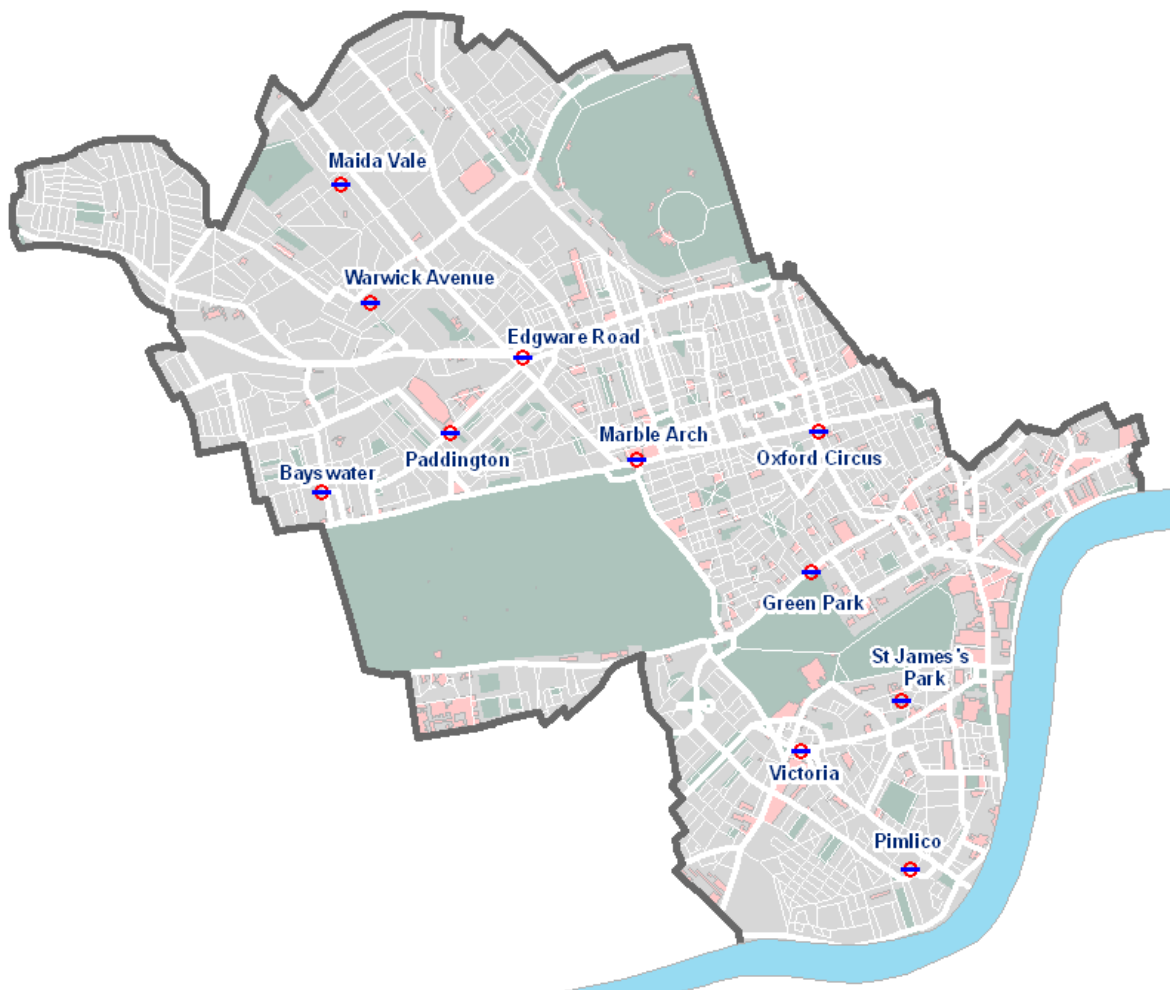 Maida Vale
Warwick Avenue
Edgware Road
Marble Arch
Oxford Circus
Paddington
Bayswater
Green Park
St James's
Park
Victoria
Pimlico